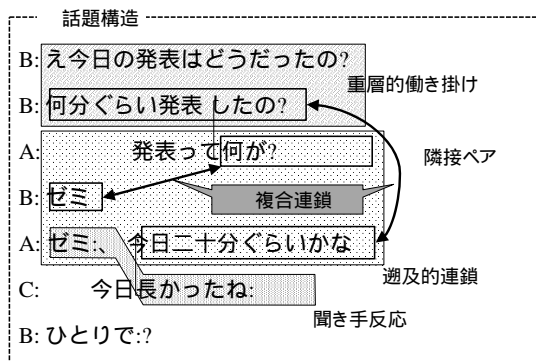 話題構造
B: え今日の発表はどうだったの?
重層的働き掛け
B: 何分ぐらい発表したの?
A: 発表って何が?
隣接ペア
B: ゼミ
複合連鎖
A: ゼミ:、今日二十分ぐらいかな
遡及的連鎖
C: 今日長かったね:
聞き手反応
B: ひとりで:?